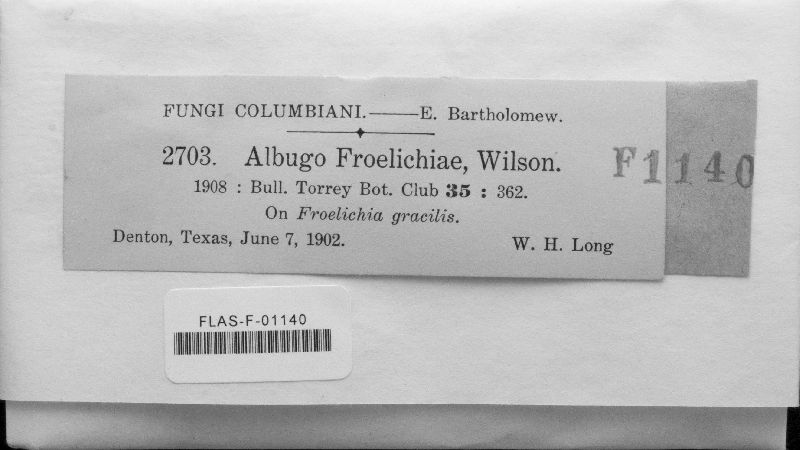 FUNGI COLUMBIANI.——E. Bartholomew.
2703. Albugo Froelichiae, Wilson.
F1140
1908 : Bull. Torrey Bot. Club 35 : 362.
On Froelichia gracilis.
Denton, Texas, June 7, 1902. W. H. Long
FLAS-F-01140